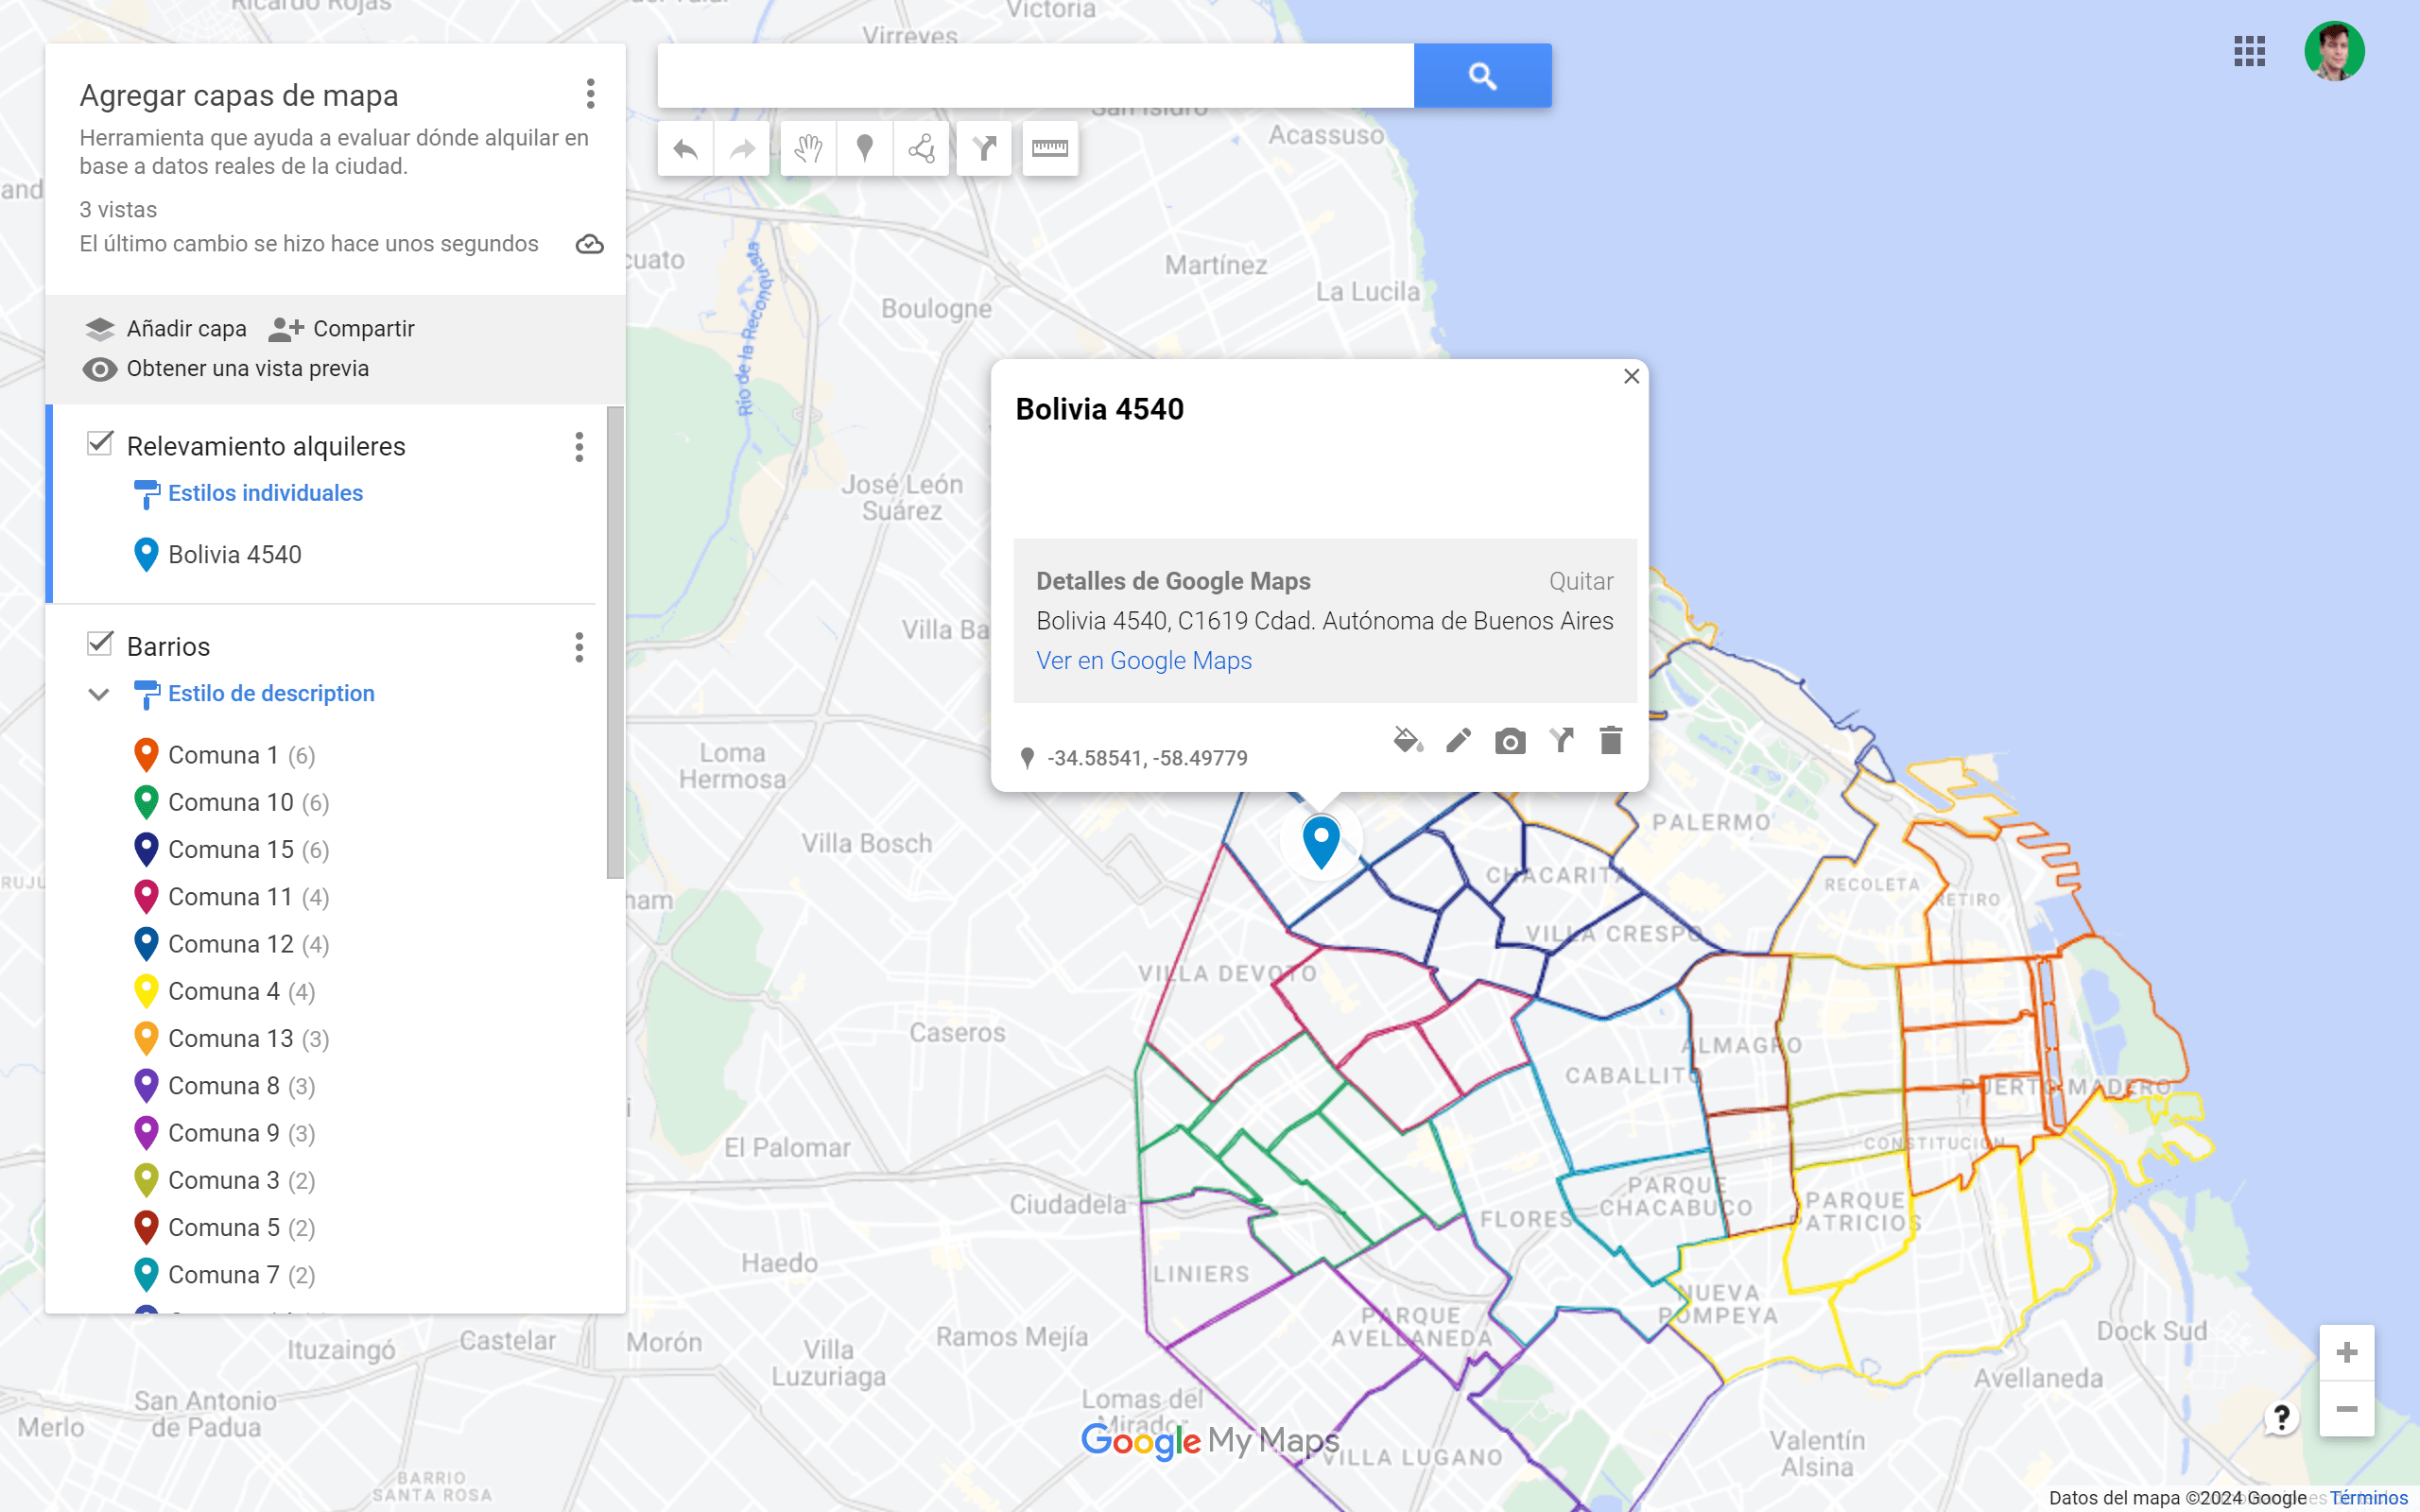 Agregar capas de mapa
Herramienta que ayuda a evaluar dónde alquilar en
base a datos reales de la ciudad.
3 vistas
El último cambio se hizo hace unos segundos
Añadir capa
Compartir
Obtener una vista previa
Relevamiento alquileres
Estilos individuales
Bolivia 4540
Barrios
Estilo de description
Comuna 1 (6)
Comuna 10 (6)
Comuna 15 (6)
Comuna 11 (4)
Comuna 12 (4)
Comuna 4 (4)
Comuna 13 (3)
Comuna 8 (3)
Comuna 9 (3)
Comuna 3 (2)
Comuna 5 (2)
Comuna 7 (2)
Bolivia 4540
Detalles de Google Maps
Quitar
Bolivia 4540, C1619 Cdad. Autónoma de Buenos Aires
Ver en Google Maps
-34.58541, -58.49779
Ricardo Rojas
Victoria
Virreyes
San Isidro
Acassuso
Martínez
La Lucila
Boulogne
Río de la Reconquista
José León
Suárez
Villa Ba
Loma
Hermosa
Villa Bosch
Caseros
El Palomar
Ciudadela
Haedo
Ramos Mejía
Ituzaingó
Castelar
Morón
Villa
Luzuriaga
San Antonio
de Padua
Merlo
BARRIO
SANTA ROSA
Lomas del
Mirador
PALERMO
CHACARITA
RECOLETA
RETIRO
VILLA CRESPO
VILLA DEVOTO
ALMAGRO
CABALLITO
PUERTO MADERO
CONSTITUCION
PARQUE
CHACABUCO
PARQUE
PATRICIOS
FLORES
LINIERS
NUEVA
POMPEYA
PARQUE
AVELLANEDA
VILLA LUGANO
Dock Sud
Avellaneda
Valentín
Alsina
Google My Maps
?
Datos del mapa ©2024 Google
Términos